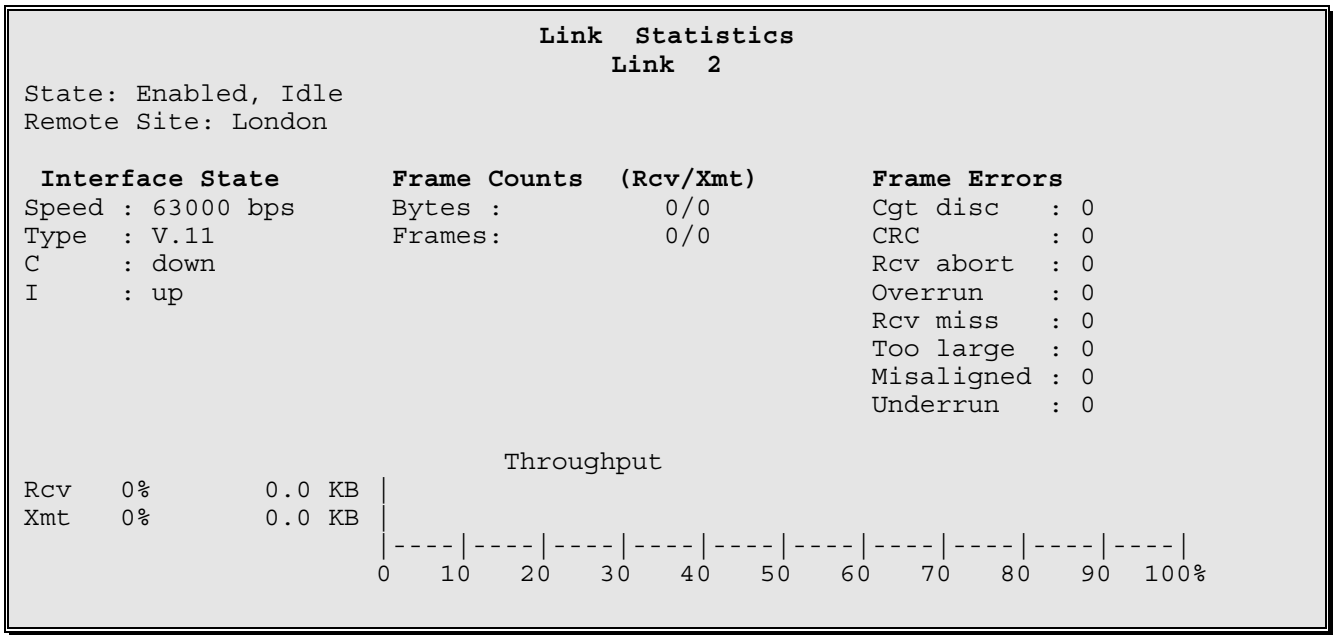 Link Statistics
Link 2
State: Enabled, Idle
Remote Site: London
Interface State Frame Counts (Rcv/Xmt) Frame Errors
Speed : 63000 bps Bytes : 0/0 Cgt disc : 0
Type : V.11 Frames: 0/0 CRC : 0
C : down Rcv abort : 0
I : up Overrun : 0
Rcv miss : 0
Too large : 0
Misaligned : 0
Underrun : 0
Throughput
Rcv 0% 0.0 KB |
Xmt 0% 0.0 KB |
|----|----|----|----|----|----|----|----|----|----|
0 10 20 30 40 50 60 70 80 90 100%